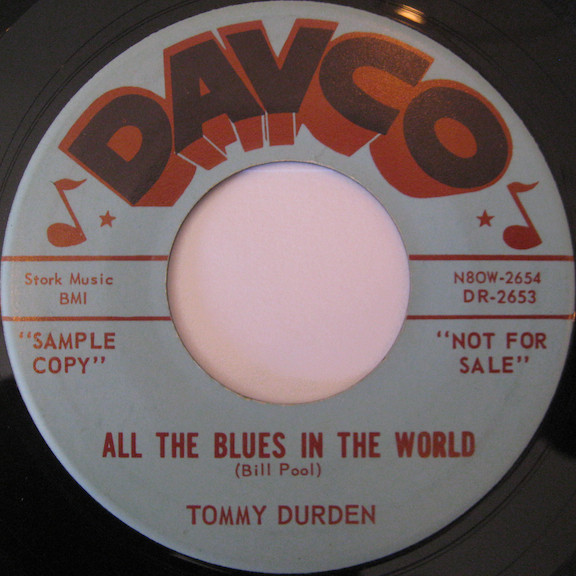 DAVCO
Stork Music
BMI
N8OW-2654
DR-2653
"SAMPLE
COPY"
"NOT FOR
SALE"
ALL THE BLUES IN THE WORLD
(Bill Pool)
TOMMY DURDEN